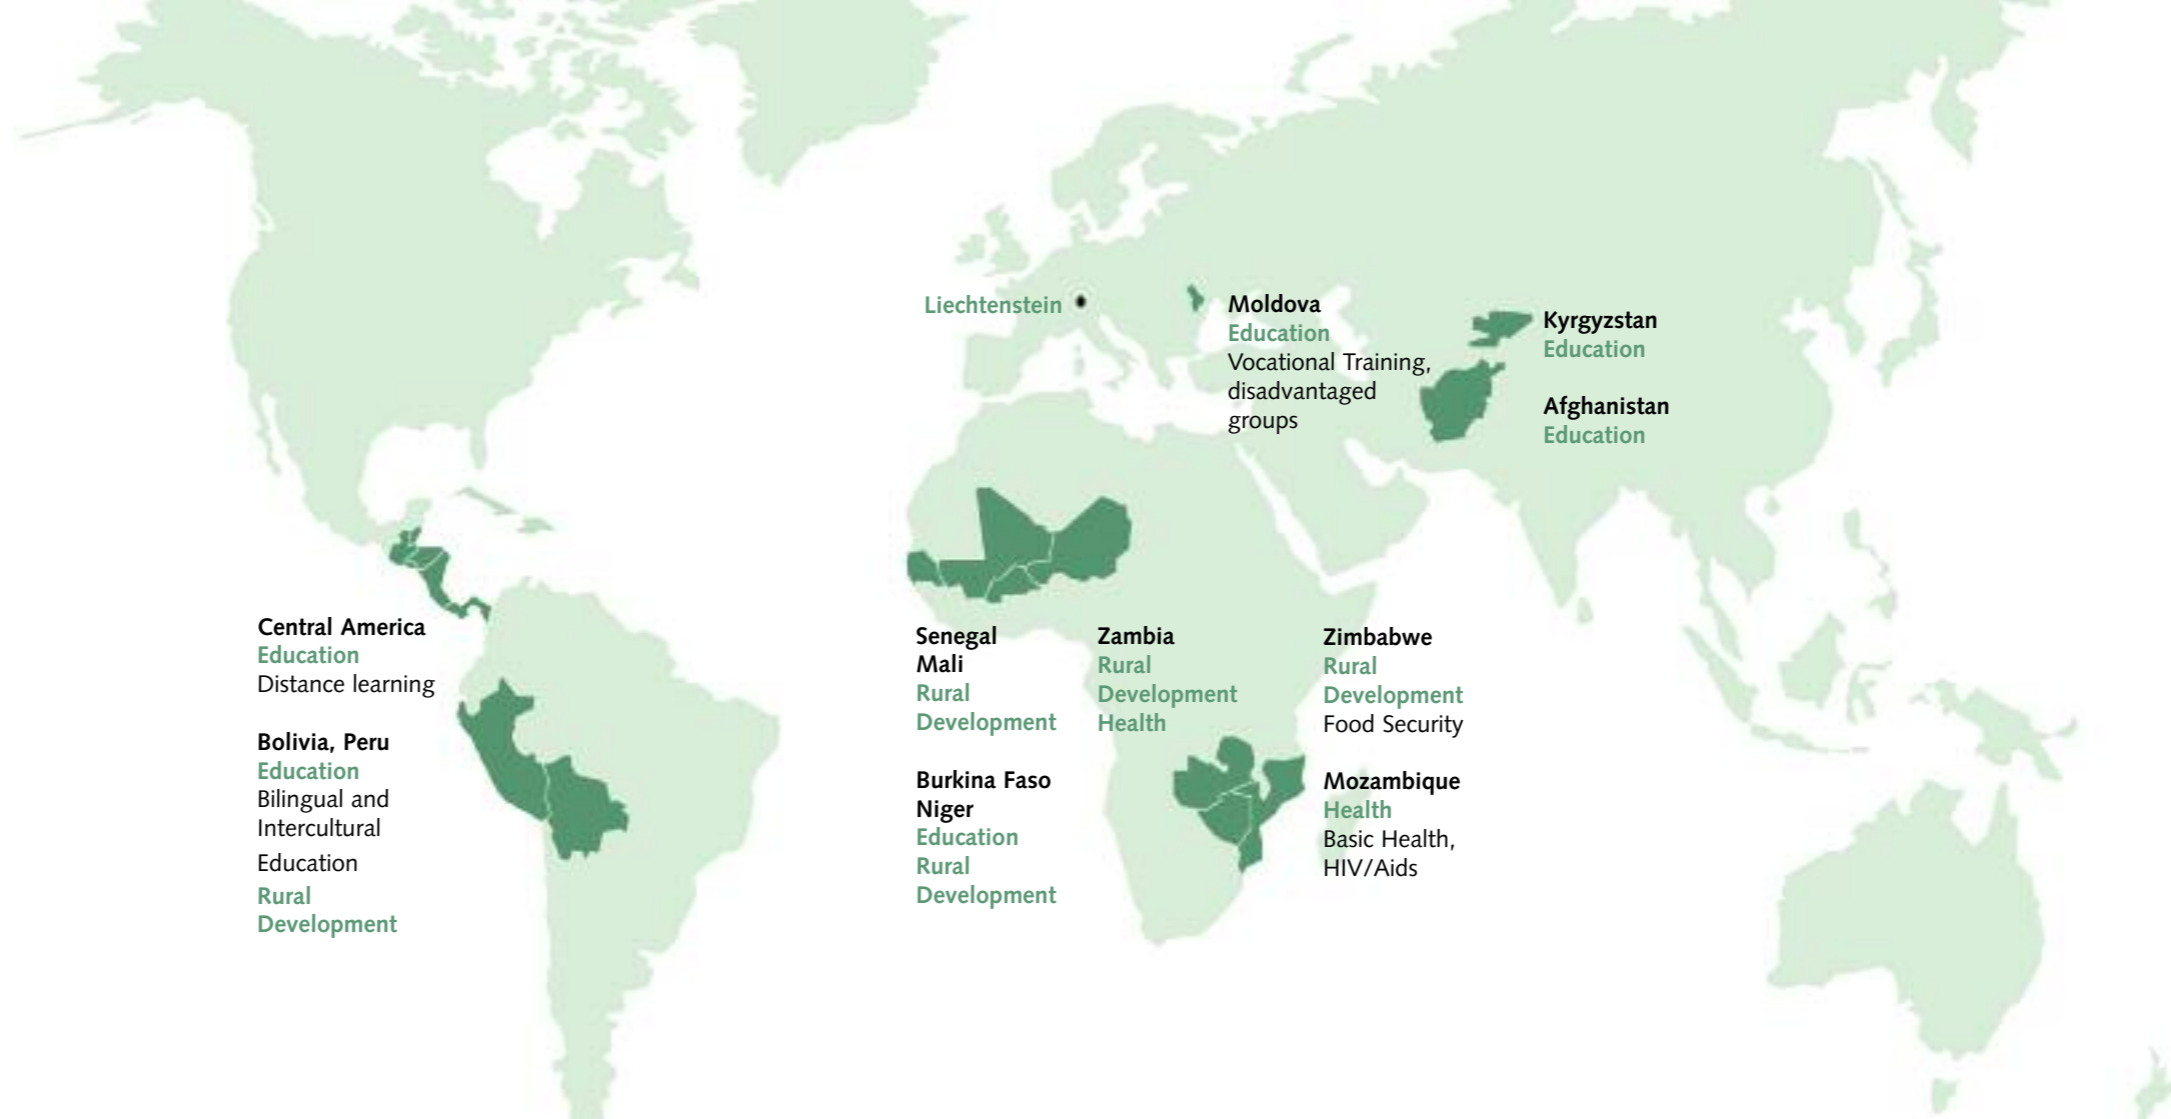 Liechtenstein
Moldova
Education
Vocational Training,
disadvantaged
groups
Kyrgyzstan
Education
Afghanistan
Education
Central America
Education
Distance learning
Bolivia, Peru
Education
Bilingual and
Intercultural
Education
Rural
Development
Senegal
Mali
Rural
Development
Burkina Faso
Niger
Education
Rural
Development
Zambia
Rural
Development
Health
Zimbabwe
Rural
Development
Food Security
Mozambique
Health
Basic Health,
HIV/Aids